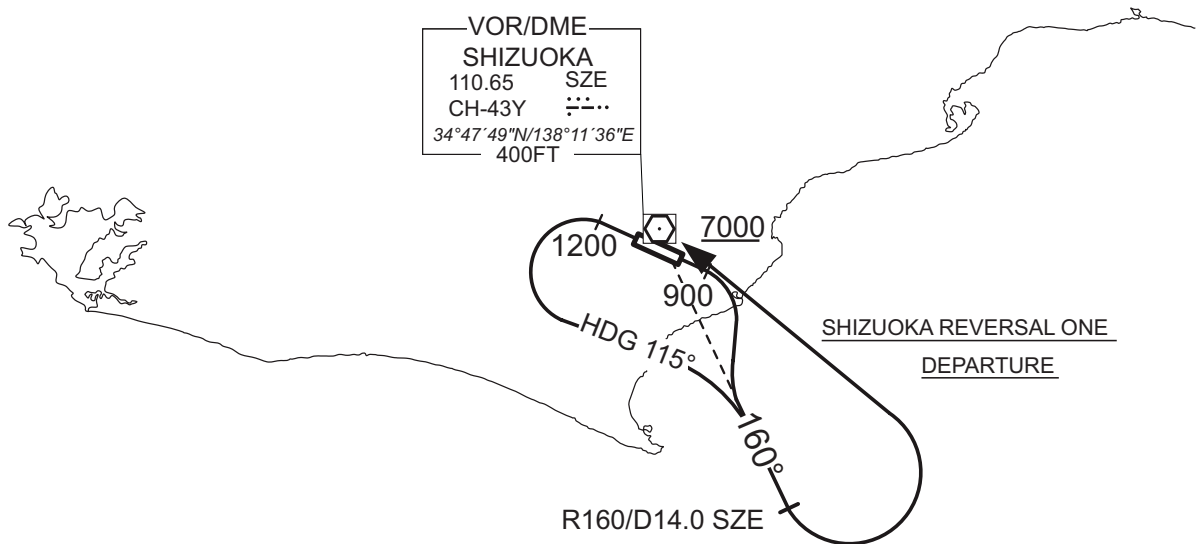 VOR/DME
SHIZUOKA
110.65 SZE
CH-43Y
34°47´49"N/138°11´36"E
400FT
1200
7000
900
HDG 115°
SHIZUOKA REVERSAL ONE
DEPARTURE
160°
R160/D14.0 SZE